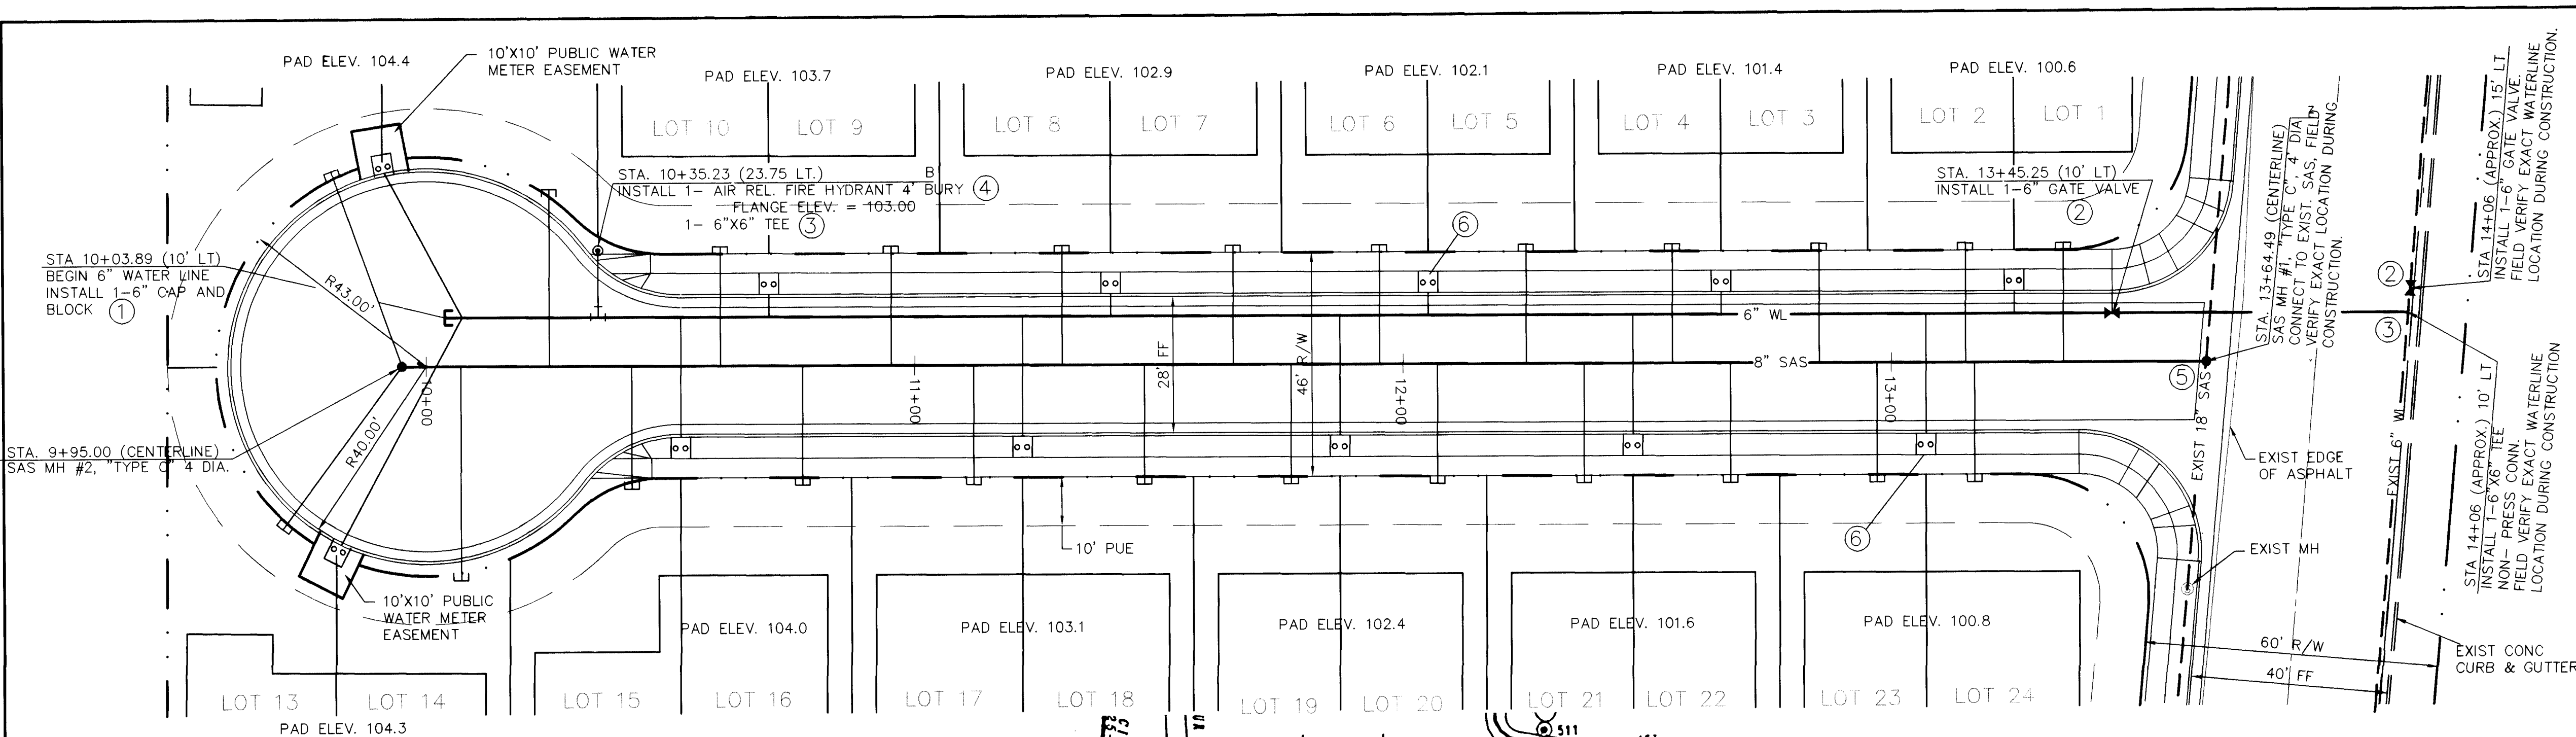 PAD ELEV. 104.4
10'X10' PUBLIC WATER
METER EASEMENT
PAD ELEV. 103.7
PAD ELEV. 102.9
PAD ELEV. 102.1
PAD ELEV. 101.4
PAD ELEV. 100.6
LOT 10
LOT 9
LOT 8
LOT 7
LOT 6
LOT 5
LOT 4
LOT 3
LOT 2
LOT 1
STA. 10+35.23 (23.75 LT.) B
INSTALL 1- AIR REL. FIRE HYDRANT 4' BURY 4
FLANGE ELEV. = 103.00
1- 6"X6" TEE 3
STA. 13+45.25 (10' LT)
INSTALL 1-6" GATE VALVE
2
STA. 13+64.49 (CENTERLINE)
SAS MH #1, "TYPE C", 4' DIA
CONNECT TO EXIST. SAS, FIELD
VERIFY EXACT LOCATION DURING
CONSTRUCTION.
STA 14+06 (APPROX.) 15' LT
INSTALL 1-6" GATE VALVE.
FIELD VERIFY EXACT WATERLINE
LOCATION DURING CONSTRUCTION.
6
STA 10+03.89 (10' LT)
BEGIN 6" WATER LINE
INSTALL 1-6" CAP AND
BLOCK 1
R43.00'
2
3
6" WL
8" SAS
28' FF
46' R/W
10+00
11+00
12+00
13+00
5
R40.00'
STA. 9+95.00 (CENTERLINE)
SAS MH #2, "TYPE C" 4 DIA.
EXIST 18" SAS
EXIST EDGE
OF ASPHALT
EXIST 6" WL
STA 14+06 (APPROX.) 10' LT
INSTALL 1-6"X6" TEE
NON- PRESS CONN.
FIELD VERIFY EXACT WATERLINE
LOCATION DURING CONSTRUCTION
6
10' PUE
EXIST MH
10'X10' PUBLIC
WATER METER
EASEMENT
PAD ELEV. 104.0
PAD ELEV. 103.1
PAD ELEV. 102.4
PAD ELEV. 101.6
PAD ELEV. 100.8
60' R/W
40' FF
EXIST CONC
CURB & GUTTER
LOT 13
LOT 14
LOT 15
LOT 16
LOT 17
LOT 18
LOT 19
LOT 20
LOT 21
LOT 22
LOT 23
LOT 24
PAD ELEV. 104.3
511